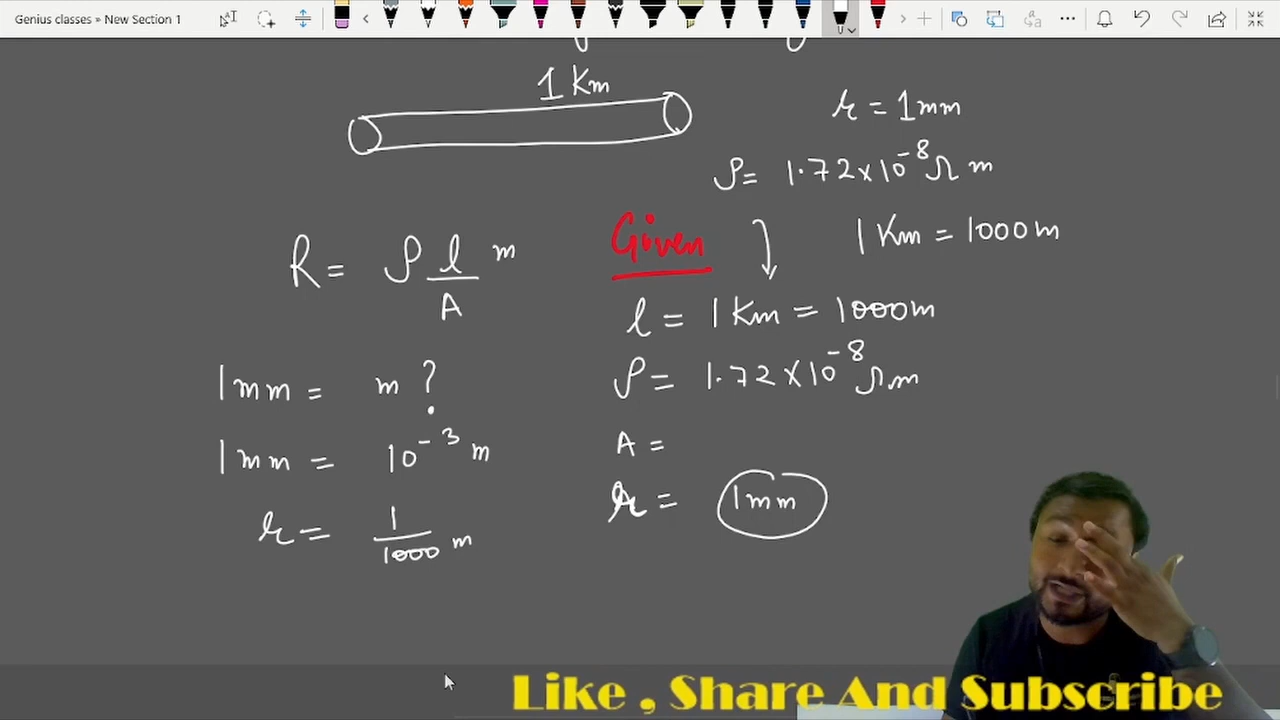 Genius classes » New Section 1
1 Km
r = 1mm
ρ = 1.72×10⁻⁸ Ω m
Given
1 Km = 1000m
R = ρ l/A m
l = 1 Km = 1000m
ρ = 1.72×10⁻⁸ Ω m
1mm = m ?
A =
1mm = 10⁻³ m
r = 1mm
r = 1/1000 m
Like , Share And Subscribe